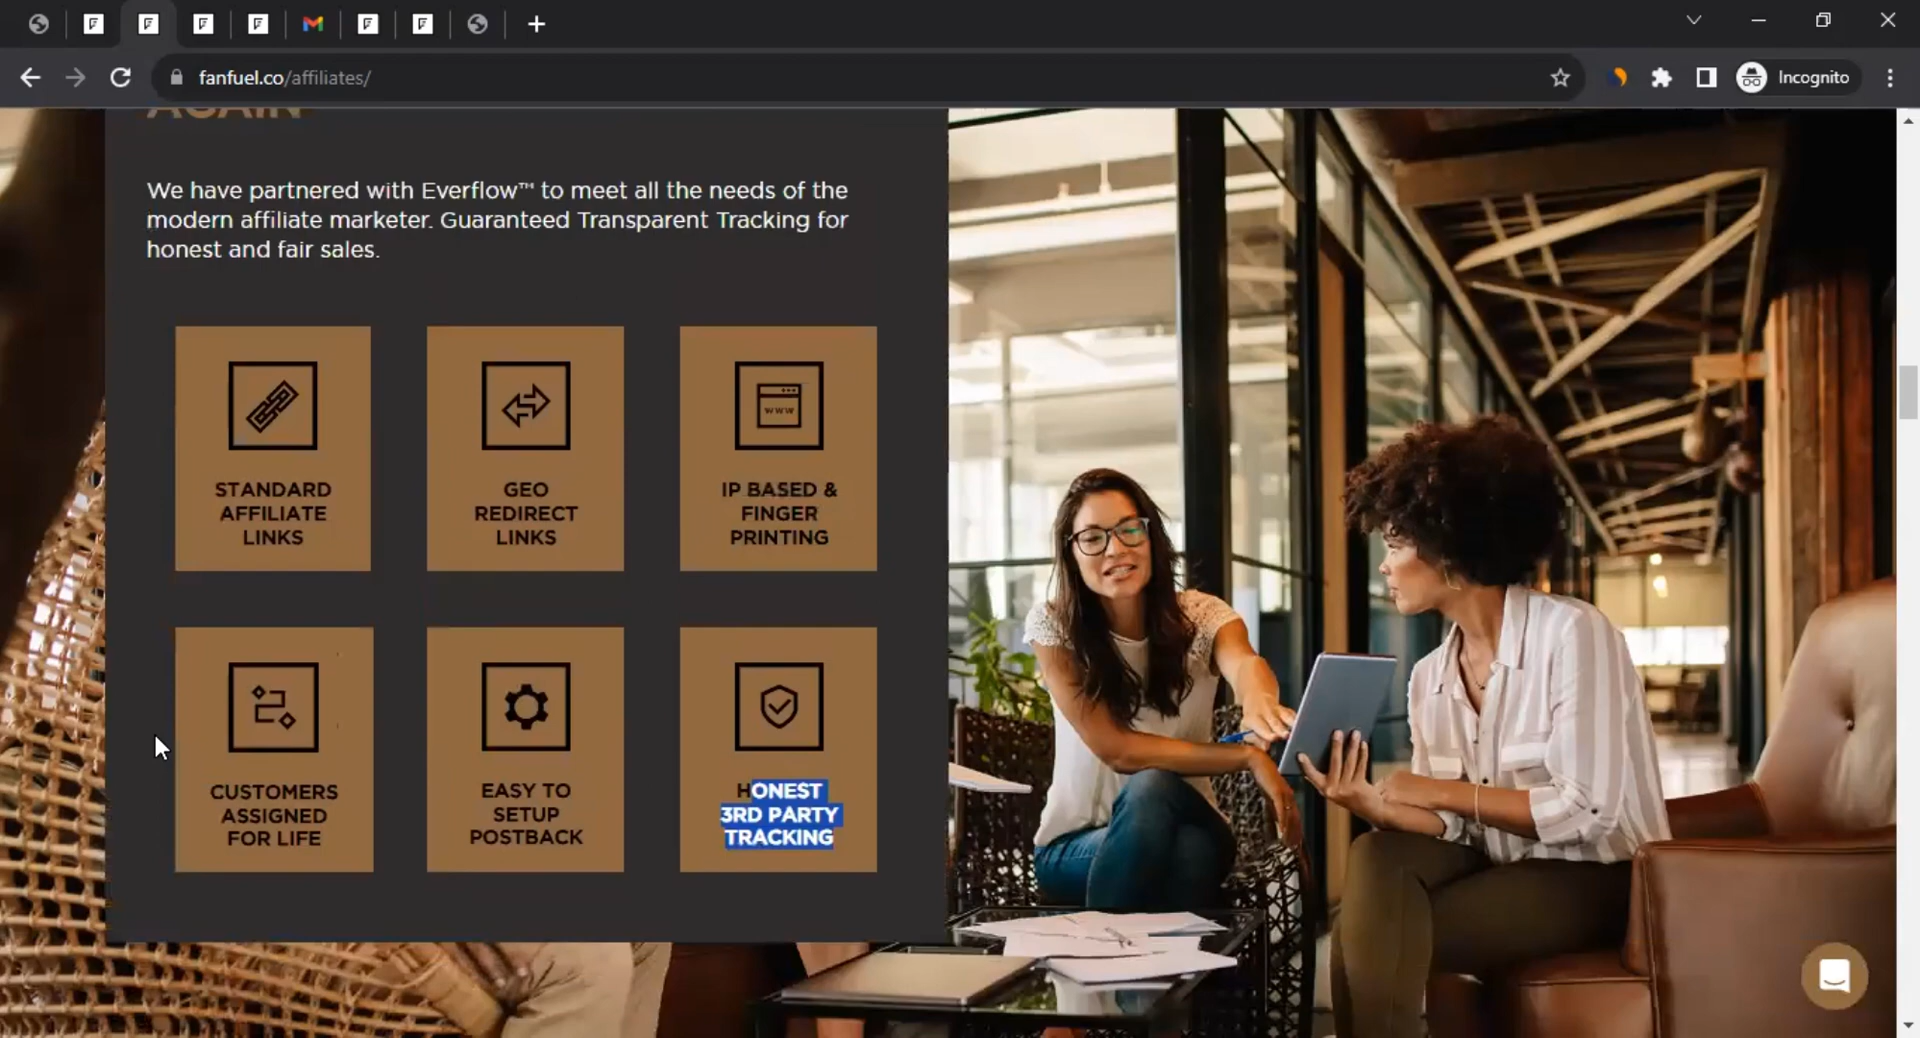 fanfuel.co/affiliates/
Incognito
AGAIN
We have partnered with Everflow™ to meet all the needs of the
modern affiliate marketer. Guaranteed Transparent Tracking for
honest and fair sales.
STANDARD
AFFILIATE
LINKS
GEO
REDIRECT
LINKS
www
IP BASED &
FINGER
PRINTING
CUSTOMERS
ASSIGNED
FOR LIFE
EASY TO
SETUP
POSTBACK
HONEST
3RD PARTY
TRACKING